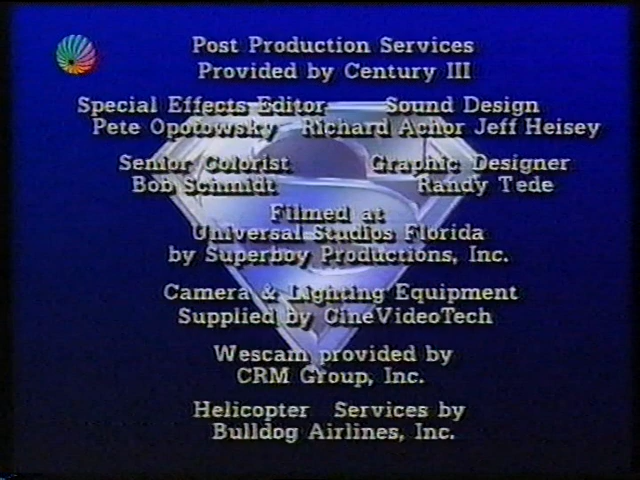 Post Production Services
Provided by Century III
Special Effects Editor Sound Design
Pete Opotowsky Richard Achor Jeff Heisey
Senior Colorist Graphic Designer
Bob Schmidt Randy Tede
Filmed at
Universal Studios Florida
by Superboy Productions, Inc.
Camera & Lighting Equipment
Supplied by CineVideoTech
Wescam provided by
CRM Group, Inc.
Helicopter Services by
Bulldog Airlines, Inc.